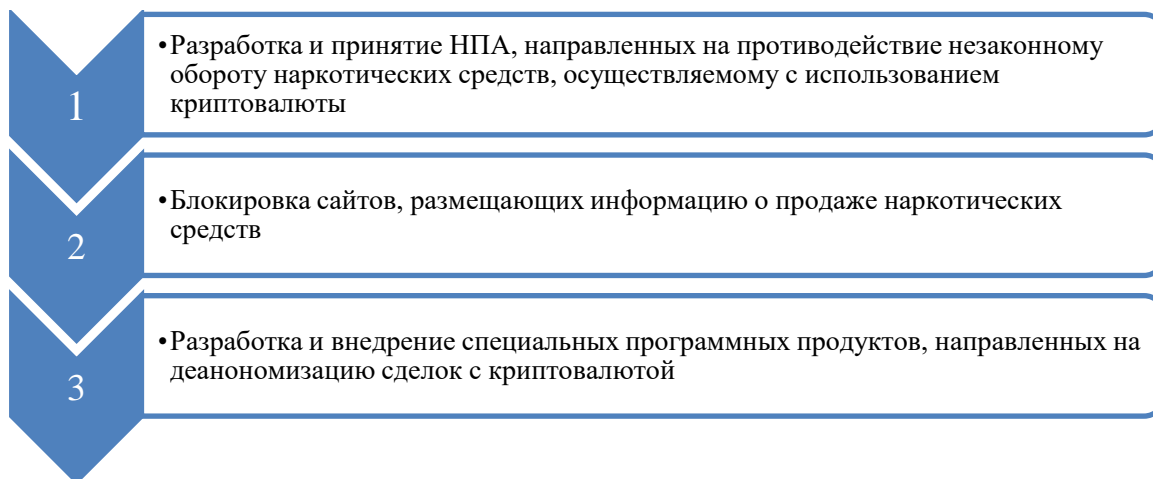 1
•Разработка и принятие НПА, направленных на противодействие незаконному
обороту наркотических средств, осуществляемому с использованием
криптовалюты
2
•Блокировка сайтов, размещающих информацию о продаже наркотических
средств
3
•Разработка и внедрение специальных программных продуктов, направленных на
деанономизацию сделок с криптовалютой